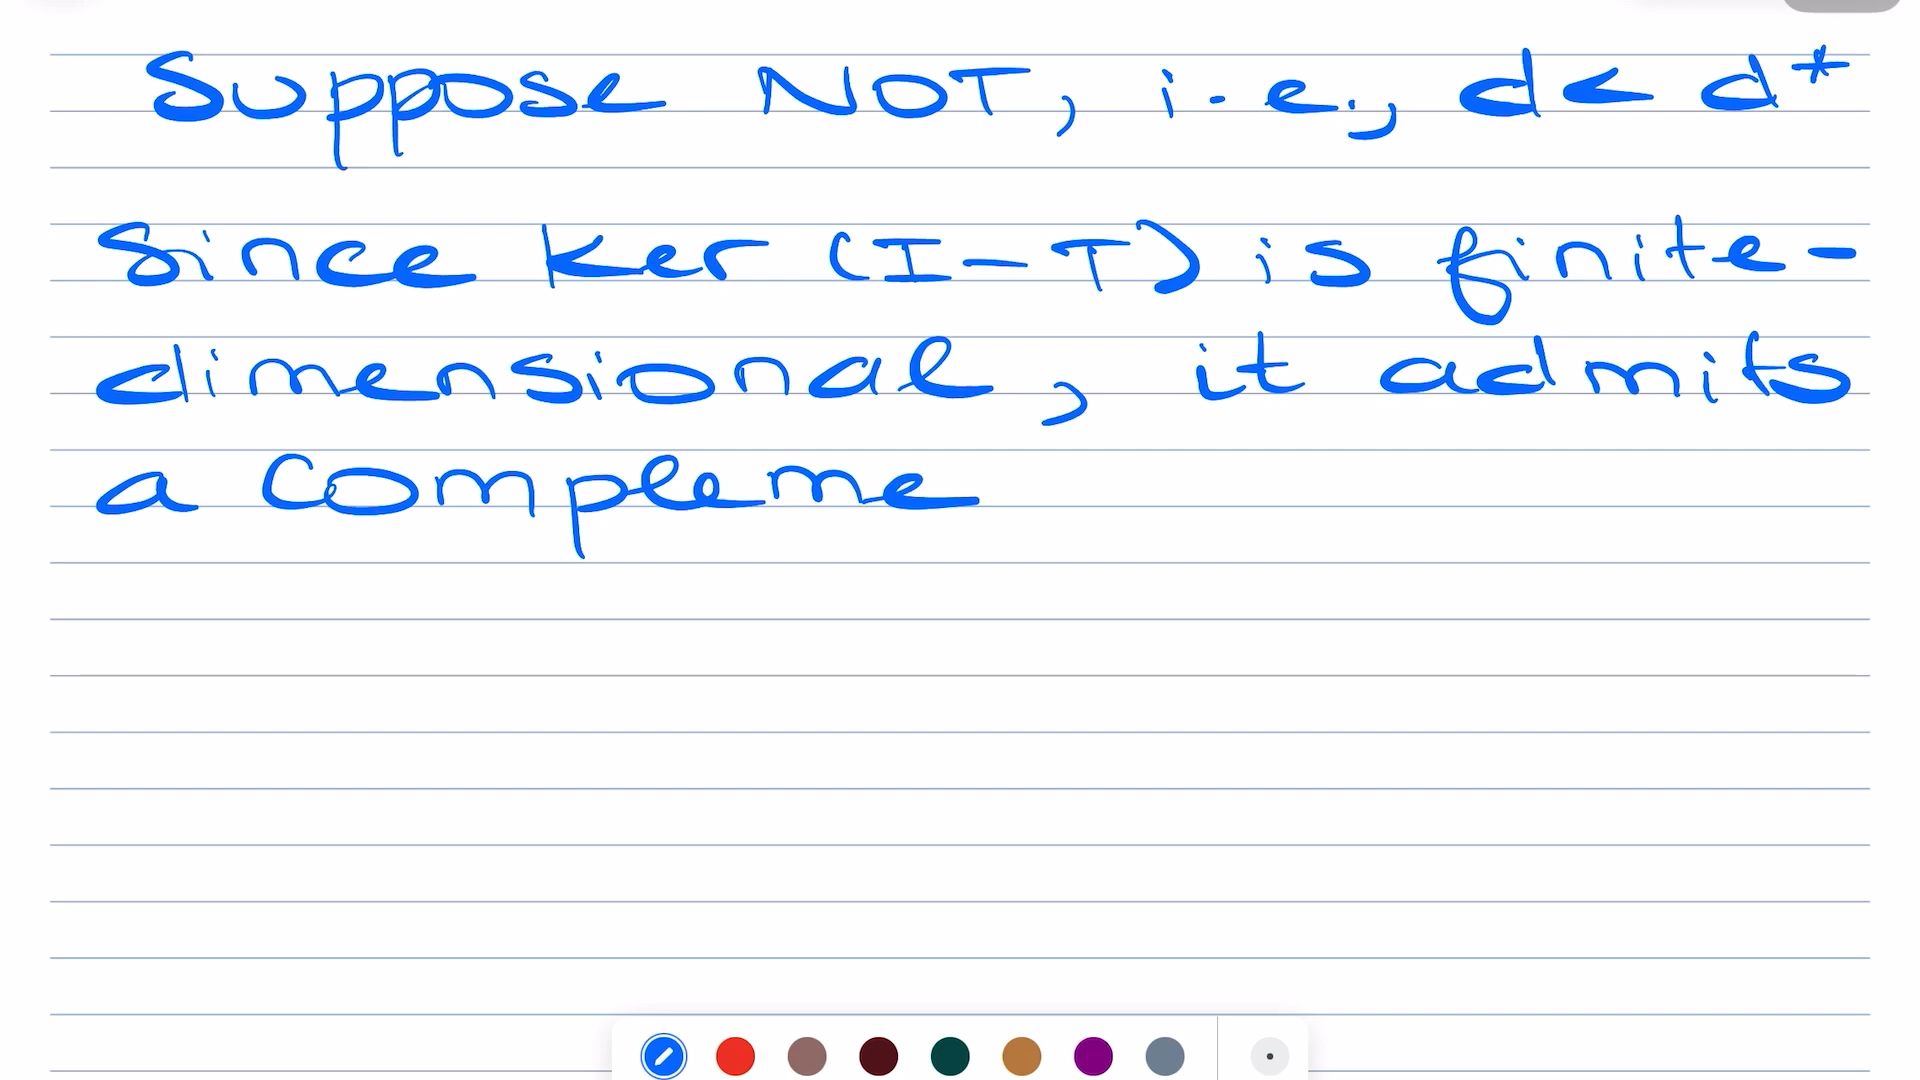 Suppose NOT, i.e., d < d*
Since ker (I - T) is finite-
dimensional, it admits
a compleme